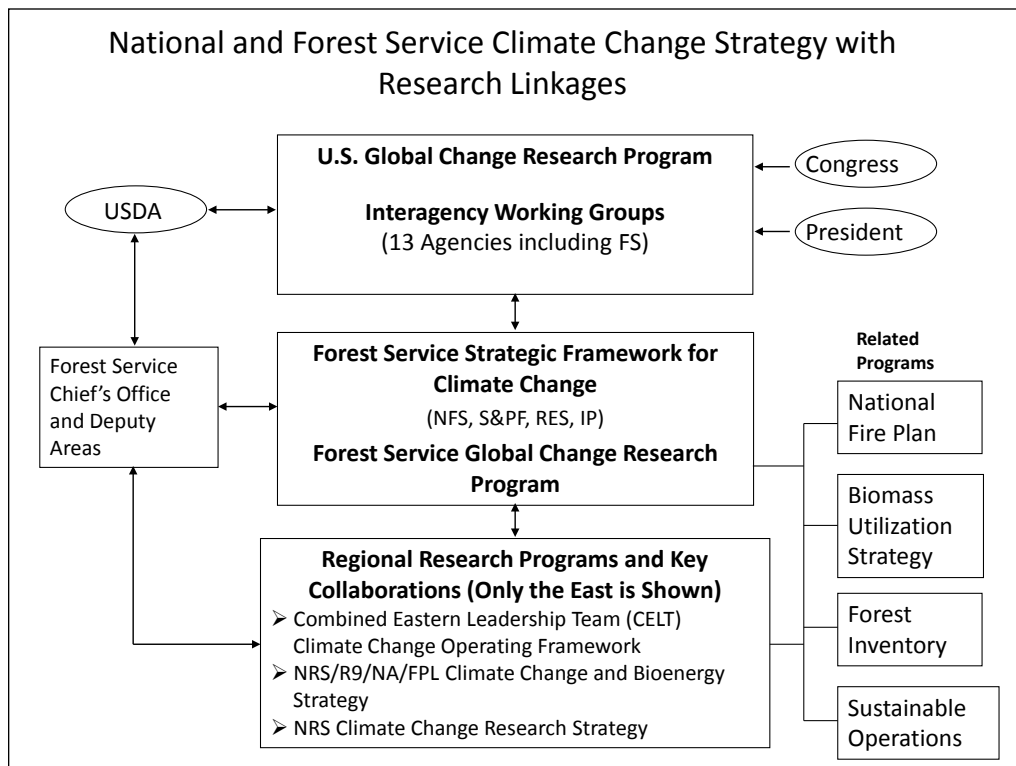 National and Forest Service Climate Change Strategy with
Research Linkages
U.S. Global Change Research Program
Interagency Working Groups
(13 Agencies including FS)
Congress
President
USDA
Forest Service
Chief’s Office
and Deputy
Areas
Forest Service Strategic Framework for
Climate Change
(NFS, S&PF, RES, IP)
Forest Service Global Change Research
Program
Regional Research Programs and Key
Collaborations (Only the East is Shown)
➢ Combined Eastern Leadership Team (CELT)
Climate Change Operating Framework
➢ NRS/R9/NA/FPL Climate Change and Bioenergy
Strategy
➢ NRS Climate Change Research Strategy
Related
Programs
National
Fire Plan
Biomass
Utilization
Strategy
Forest
Inventory
Sustainable
Operations